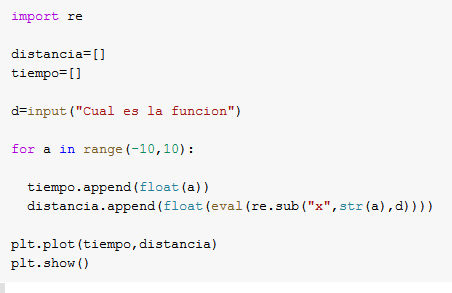 import re
distancia=[]
tiempo=[]
d=input("Cual es la funcion")
for a in range(-10,10):
tiempo.append(float(a))
distancia.append(float(eval(re.sub("x",str(a),d))))
plt.plot(tiempo,distancia)
plt.show()